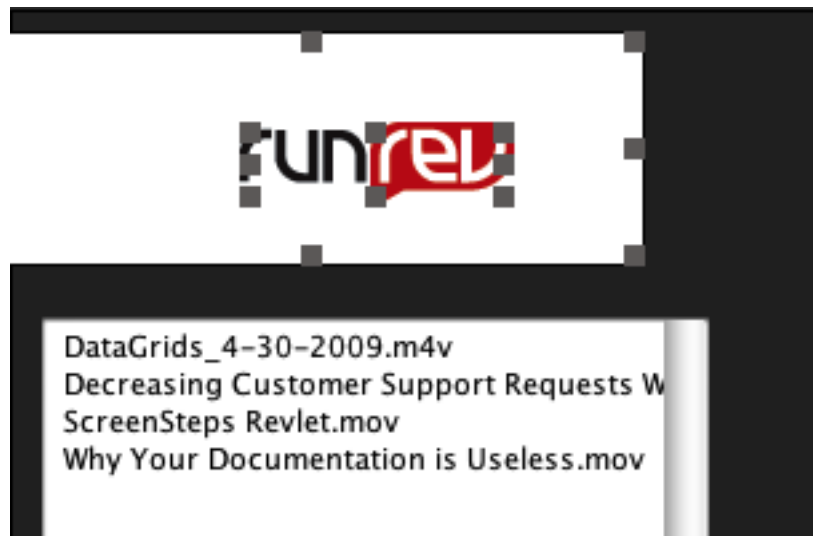 runrev
DataGrids_4-30-2009.m4v
Decreasing Customer Support Requests W
ScreenSteps Revlet.mov
Why Your Documentation is Useless.mov